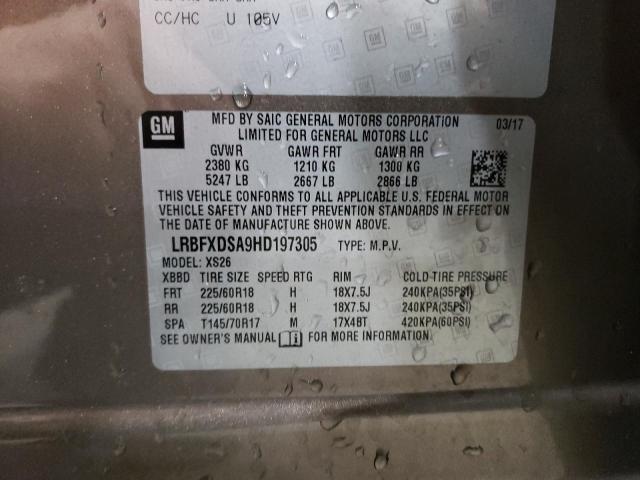 CC/HC U 105V
GM
MFD BY SAIC GENERAL MOTORS CORPORATION 03/17
LIMITED FOR GENERAL MOTORS LLC
GVWR GAWR FRT GAWR RR
2380 KG 1210 KG 1300 KG
5247 LB 2667 LB 2866 LB
THIS VEHICLE CONFORMS TO ALL APPLICABLE U.S. FEDERAL MOTOR
VEHICLE SAFETY AND THEFT PREVENTION STANDARDS IN EFFECT
ON THE DATE OF MANUFACTURE SHOWN ABOVE.
LRBFXDSA9HD197305 TYPE: M.P.V.
MODEL: XS26
XBBD TIRE SIZE SPEED RTG RIM COLD TIRE PRESSURE
FRT 225/60R18 H 18X7.5J 240KPA(35PSI)
RR 225/60R18 H 18X7.5J 240KPA(35PSI)
SPA T145/70R17 M 17X4BT 420KPA(60PSI)
SEE OWNER'S MANUAL FOR MORE INFORMATION.